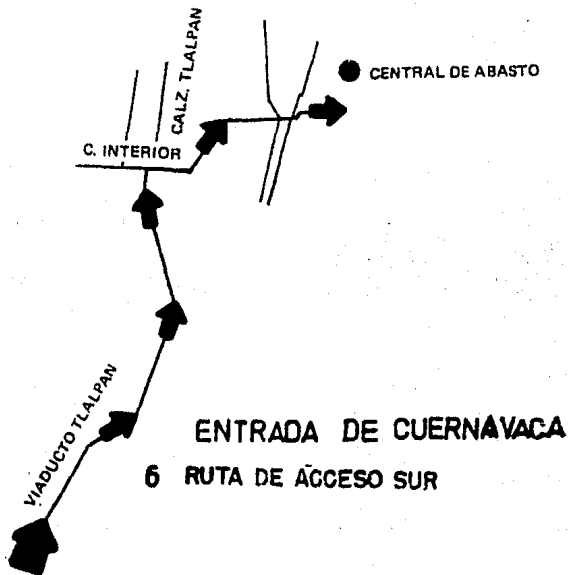 CALZ. TLALPAN
CENTRAL DE ABASTO
C. INTERIOR
VIADUCTO TLALPAN
ENTRADA DE CUERNAVACA
6 RUTA DE ACCESO SUR